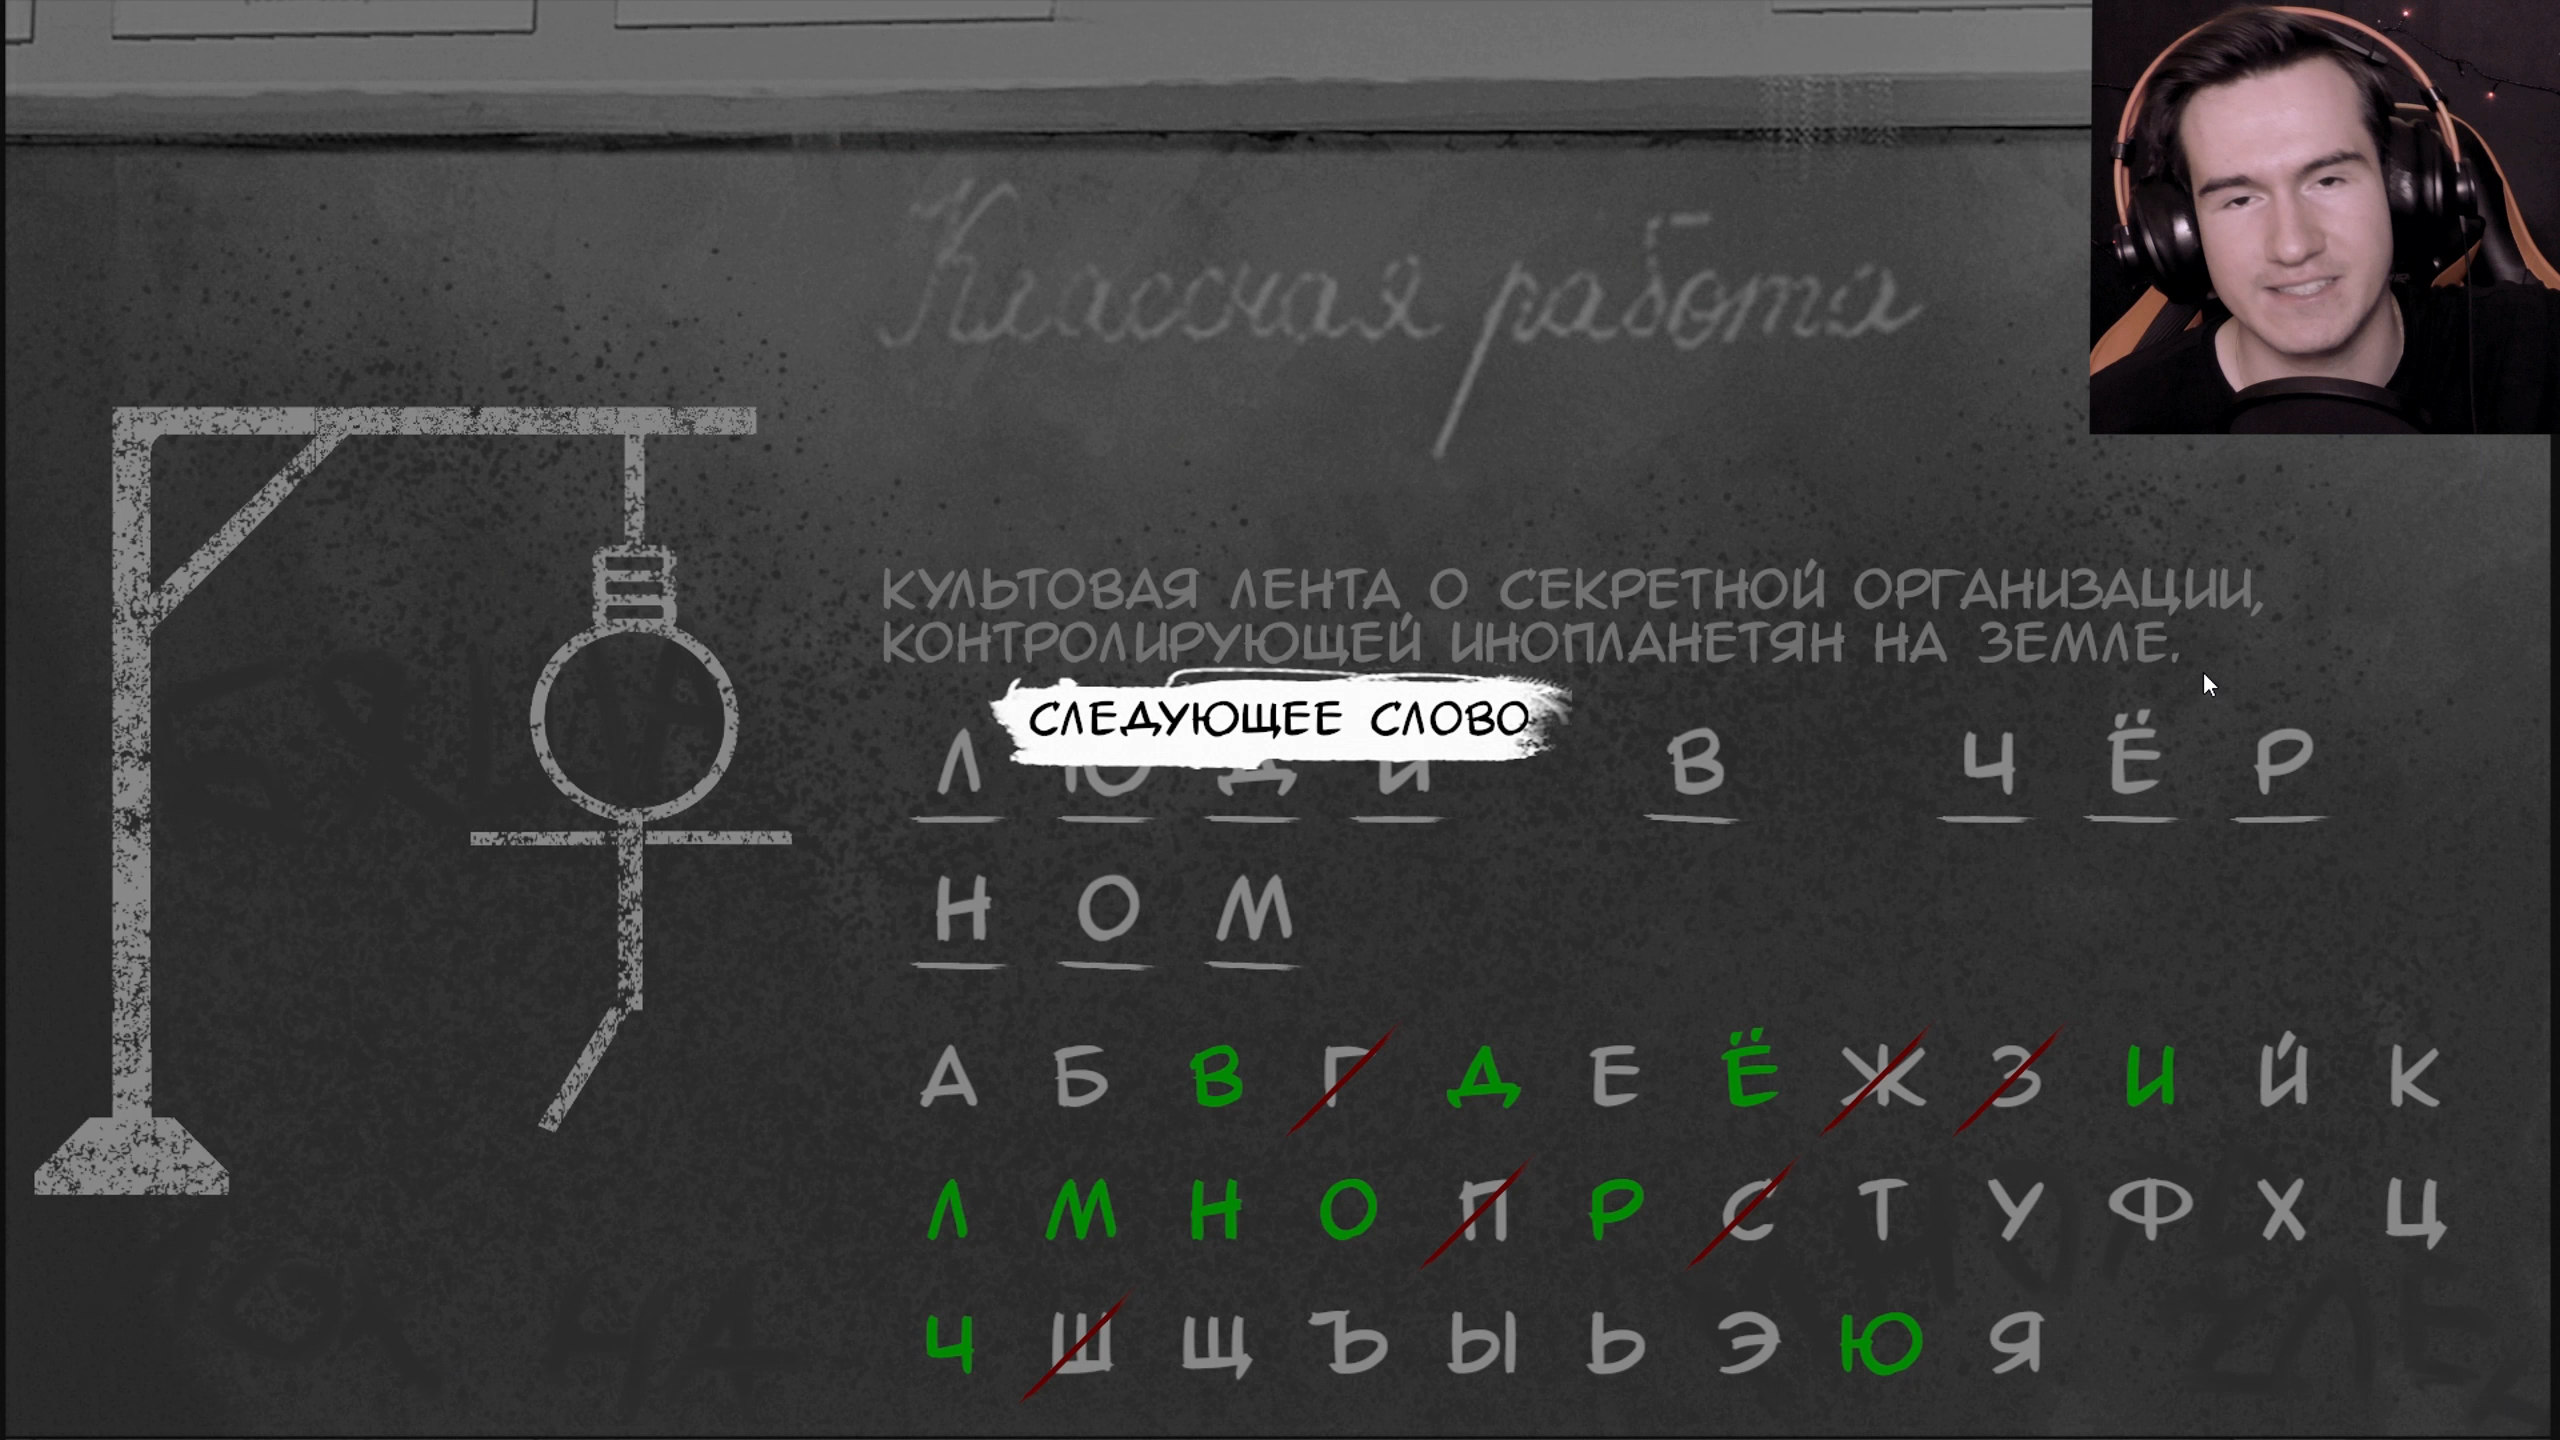 Классная работа
КУЛЬТОВАЯ ЛЕНТА О СЕКРЕТНОЙ ОРГАНИЗАЦИИ,
КОНТРОЛИРУЮЩЕЙ ИНОПЛАНЕТЯН НА ЗЕМЛЕ.
СЛЕДУЮЩЕЕ СЛОВО
Л Ю Д И В Ч Ё Р
Н О М
А Б В Г Д Е Ё Ж З И Й К
Л М Н О П Р С Т У Ф Х Ц
Ч Ш Щ Ъ Ы Ь Э Ю Я